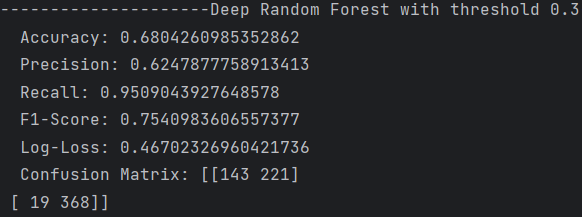 ---------------------Deep Random Forest with threshold 0.3
Accuracy: 0.6804260985352862
Precision: 0.6247877758913413
Recall: 0.9509043927648578
F1-Score: 0.7540983606557377
Log-Loss: 0.46702326960421736
Confusion Matrix: [[143 221]
[ 19 368]]